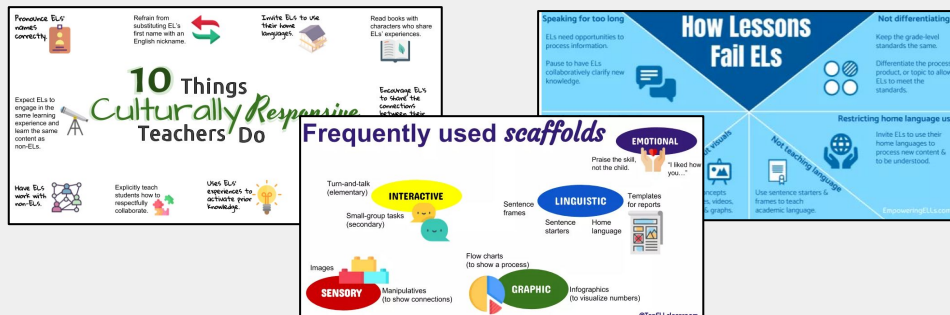 Pronounce ELs'
names
correctly.
Refrain from
substituting EL's
first name with an
English nickname.
Invite ELs to use
their home
languages.
Read books with
characters who share
ELs' experiences.
10 Things
Culturally Responsive
Teachers Do
Expect ELs to
engage in the
same learning
experience and
learn the same
content as
non-ELs.
Encourage EL's
to share the
connections
between their
Have ELs
work with
non-ELs.
Explicitly teach
students how to
respectfully
collaborate.
Uses ELs'
experiences to
activate prior
knowledge.
Frequently used scaffolds
EMOTIONAL
Praise the skill,
not the child.
"I liked how
you…"
Turn-and-talk
(elementary)
INTERACTIVE
Small-group tasks
(secondary)
LINGUISTIC
Sentence
frames
Templates
for reports
Sentence
starters
Home
language
Images
SENSORY
Manipulatives
(to show connections)
Flow charts
(to show a process)
GRAPHIC
Infographics
(to visualize numbers)
How Lessons
Fail ELs
Speaking for too long
ELs need opportunities to
process information.
Pause to have ELs
collaboratively clarify new
knowledge.
Not differentiating
Keep the grade-level
standards the same.
Differentiate the process
product, or topic to allow
ELs to meet the
standards.
visuals
Not teaching language
Use sentence starters &
frames to teach
academic language.
Restricting home language us
Invite ELs to use their
home languages to
process new content &
to be understood.
videos,
& graphs.
EmpoweringELLs.com